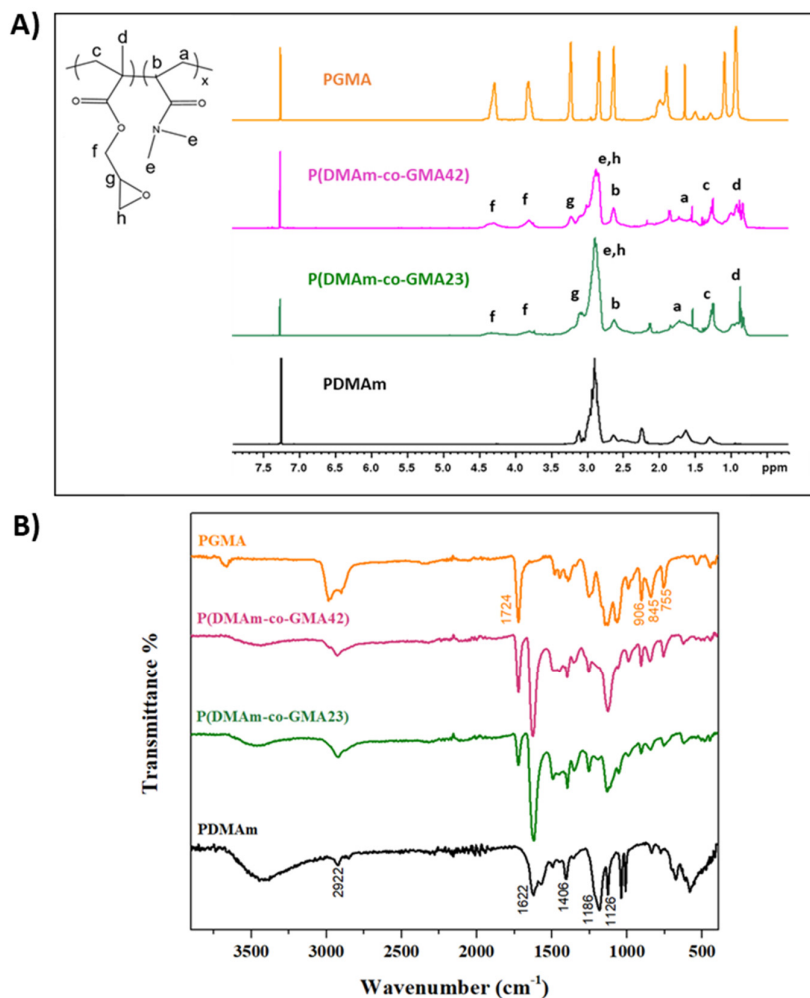 A)
d
c
b
a
x
O
O
O
N
f
e
e
g
O
h
PGMA
P(DMAm-co-GMA42)
f
f
g
e,h
b
a
c
d
P(DMAm-co-GMA23)
f
f
g
e,h
b
a
c
d
PDMAm
7.5 7.0 6.5 6.0 5.5 5.0 4.5 4.0 3.5 3.0 2.5 2.0 1.5 1.0 ppm
B)
PGMA
1724
906
845
755
P(DMAm-co-GMA42)
P(DMAm-co-GMA23)
PDMAm
2922
1622
1406
1186
1126
Transmittance %
3500 3000 2500 2000 1500 1000 500
Wavenumber (cm⁻¹)